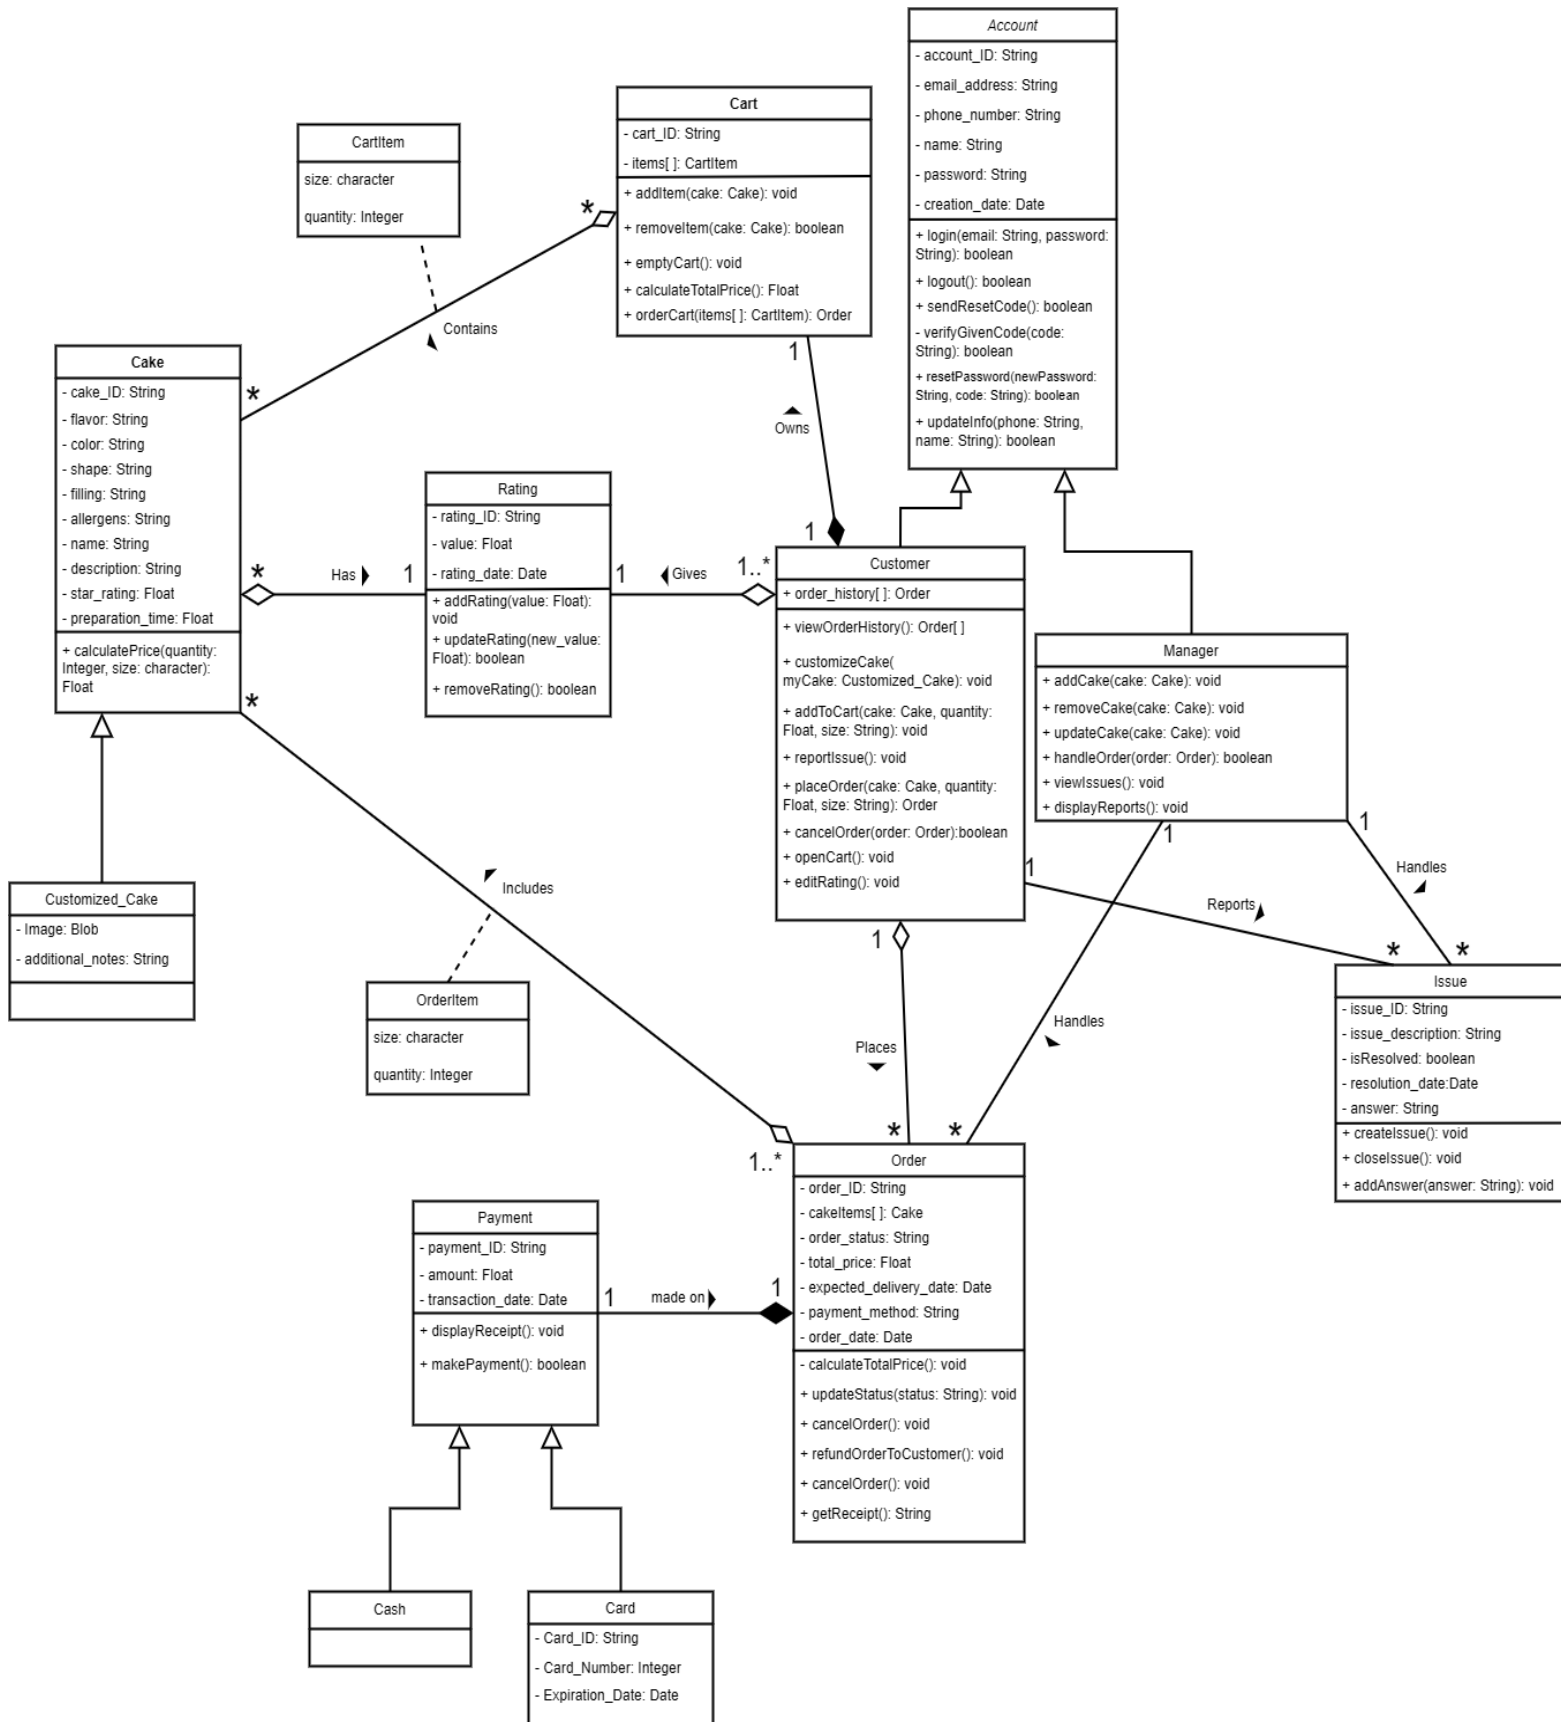 Account
- account_ID: String
- email_address: String
- phone_number: String
- name: String
- password: String
- creation_date: Date
+ login(email: String, password:
String): boolean
+ logout(): boolean
+ sendResetCode(): boolean
- verifyGivenCode(code:
String): boolean
+ resetPassword(newPassword:
String, code: String): boolean
+ updateInfo(phone: String,
name: String): boolean
Cart
- cart_ID: String
- items[ ]: CartItem
+ addItem(cake: Cake): void
+ removeItem(cake: Cake): boolean
+ emptyCart(): void
+ calculateTotalPrice(): Float
+ orderCart(items[ ]: CartItem): Order
CartItem
size: character
quantity: Integer
*
Contains
*
1
Owns
1
Cake
- cake_ID: String
- flavor: String
- color: String
- shape: String
- filling: String
- allergens: String
- name: String
- description: String
- star_rating: Float
- preparation_time: Float
+ calculatePrice(quantity:
Integer, size: character):
Float
*
Has
1
Rating
- rating_ID: String
- value: Float
- rating_date: Date
+ addRating(value: Float):
void
+ updateRating(new_value:
Float): boolean
+ removeRating(): boolean
1
Gives
1..*
Customer
+ order_history[ ]: Order
+ viewOrderHistory(): Order[ ]
+ customizeCake(
myCake: Customized_Cake): void
+ addToCart(cake: Cake, quantity:
Float, size: String): void
+ reportIssue(): void
+ placeOrder(cake: Cake, quantity:
Float, size: String): Order
+ cancelOrder(order: Order):boolean
+ openCart(): void
+ editRating(): void
Manager
+ addCake(cake: Cake): void
+ removeCake(cake: Cake): void
+ updateCake(cake: Cake): void
+ handleOrder(order: Order): boolean
+ viewIssues(): void
+ displayReports(): void
*
Includes
1..*
Customized_Cake
- Image: Blob
- additional_notes: String
OrderItem
size: character
quantity: Integer
1
Places
*
1
Handles
*
1
Reports
*
1
Handles
*
Issue
- issue_ID: String
- issue_description: String
- isResolved: boolean
- resolution_date:Date
- answer: String
+ createIssue(): void
+ closeIssue(): void
+ addAnswer(answer: String): void
Order
- order_ID: String
- cakeItems[ ]: Cake
- order_status: String
- total_price: Float
- expected_delivery_date: Date
- payment_method: String
- order_date: Date
- calculateTotalPrice(): void
+ updateStatus(status: String): void
+ cancelOrder(): void
+ refundOrderToCustomer(): void
+ cancelOrder(): void
+ getReceipt(): String
Payment
- payment_ID: String
- amount: Float
- transaction_date: Date
+ displayReceipt(): void
+ makePayment(): boolean
1
made on
1
Cash
Card
- Card_ID: String
- Card_Number: Integer
- Expiration_Date: Date